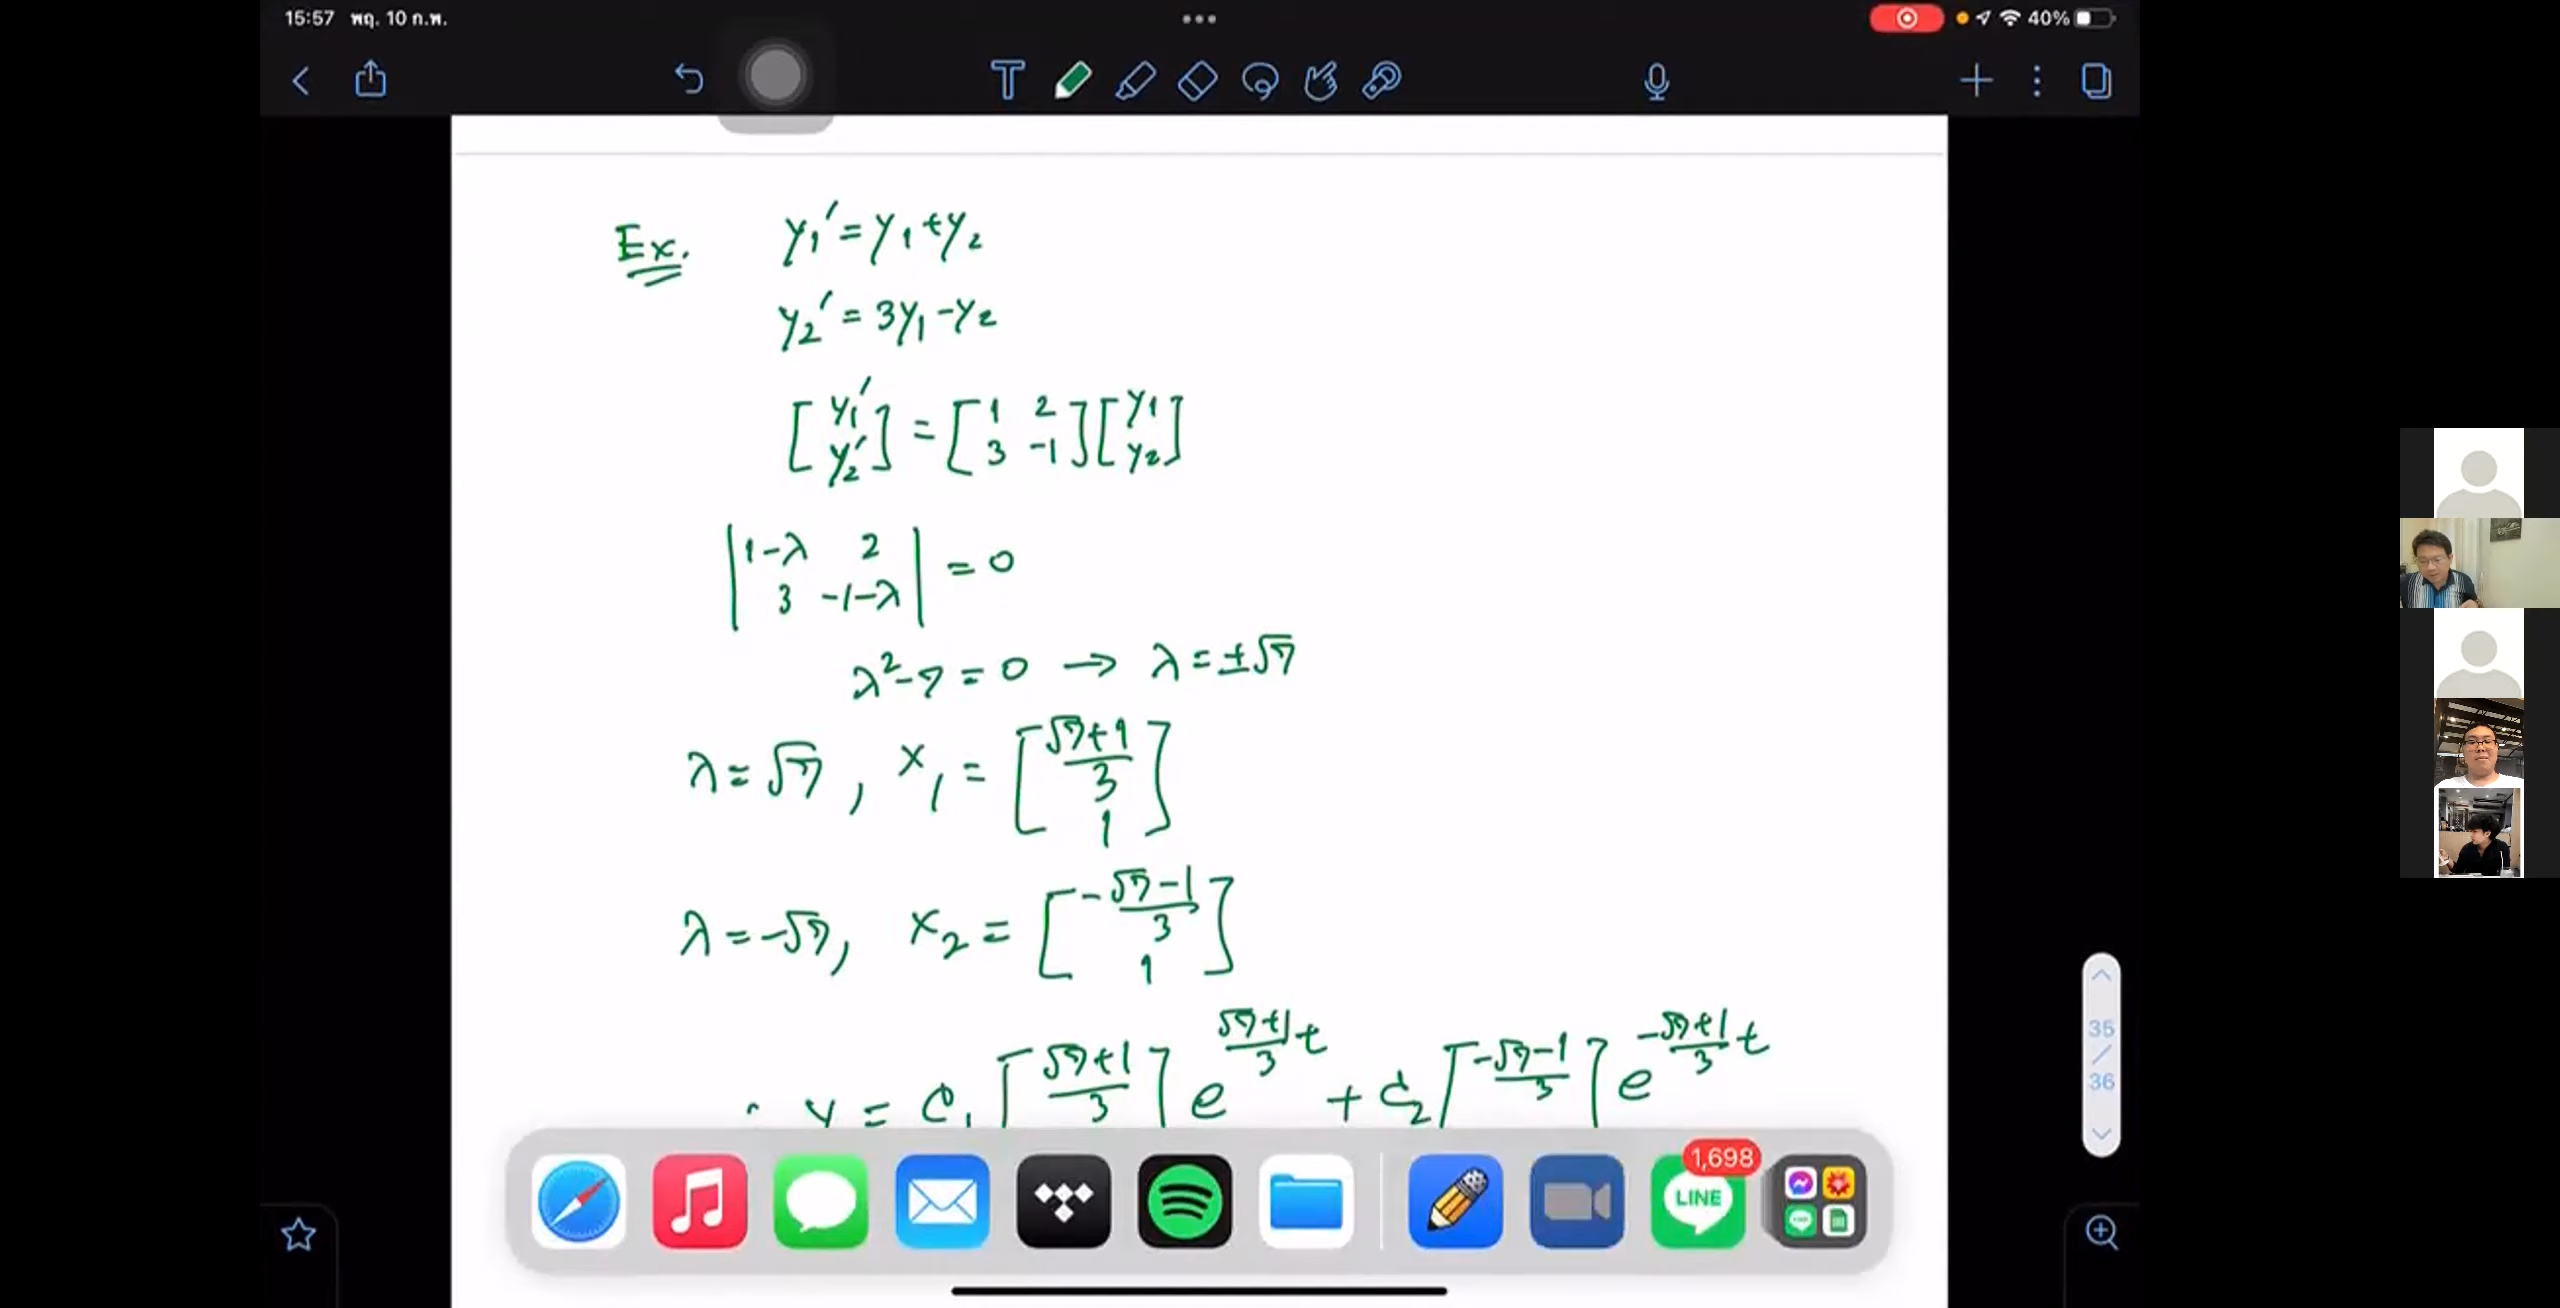 15:57 พฤ. 10 ก.พ.
40%
Ex. y₁′ = y₁ + y₂
y₂′ = 3y₁ - y₂
[y₁′ y₂′] = [1 2 3 -1] [y₁ y₂]
|1-λ 2 3 -1-λ| = 0
λ² - 7 = 0 → λ = ±√7
λ = √7 , x₁ = [(√7+1)/3 1]
λ = -√7, x₂ = [(-√7-1)/3 1]
∴ y = c₁ [(√7+1)/3] e^((√7+1)/3 t) + c₂ [(-√7-1)/3] e^((-√7+1)/3 t)
35 / 36
1,698
LINE